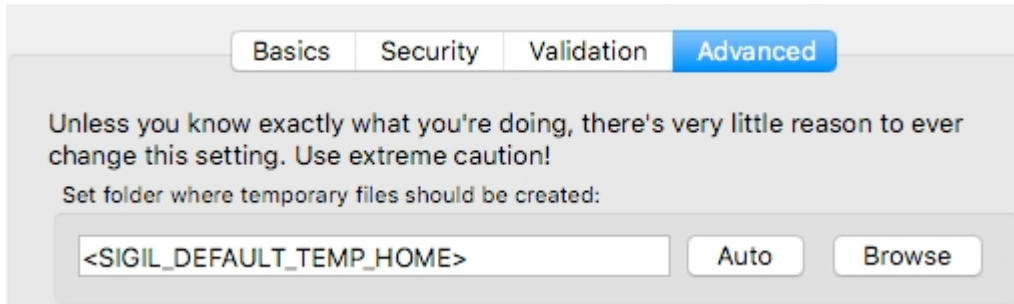 Basics Security Validation Advanced
Unless you know exactly what you're doing, there's very little reason to ever
change this setting. Use extreme caution!
Set folder where temporary files should be created:
<SIGIL_DEFAULT_TEMP_HOME> Auto Browse